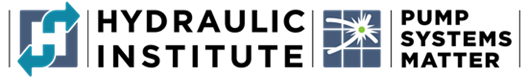 HYDRAULIC
INSTITUTE
PUMP
SYSTEMS
MATTER